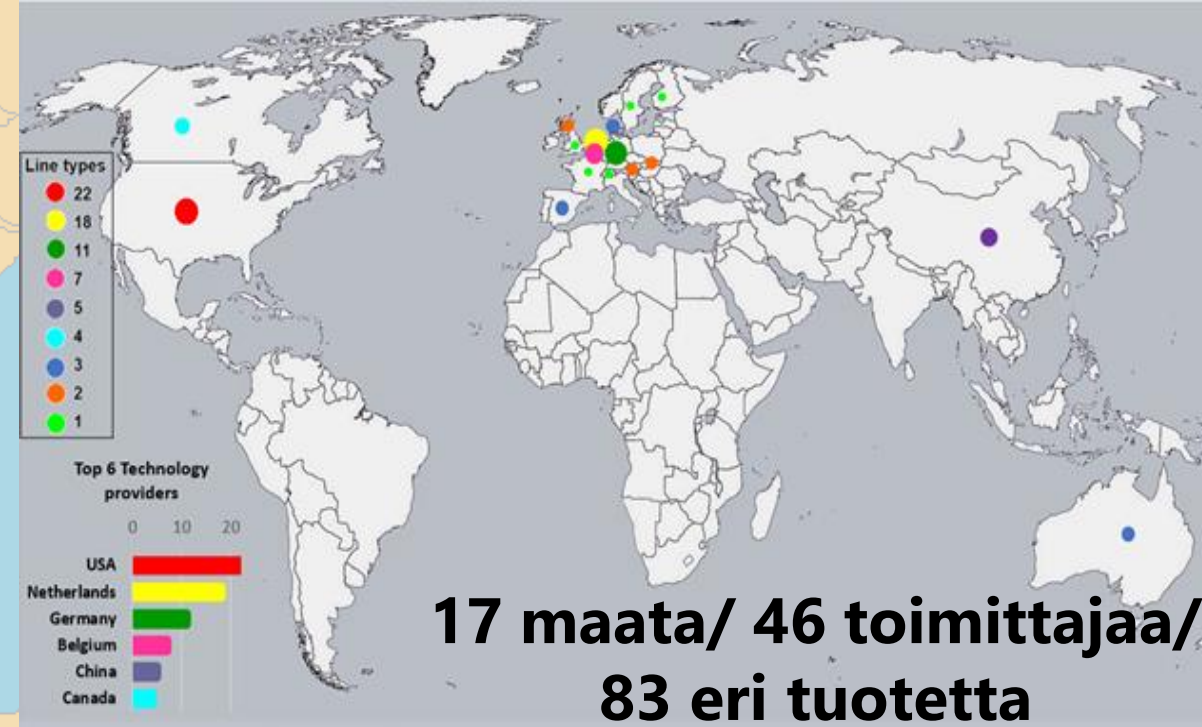 Line types
22
18
11
7
5
4
3
2
1
Top 6 Technology
providers
0 10 20
USA
Netherlands
Germany
Belgium
China
Canada
17 maata/ 46 toimittajaa/
83 eri tuotetta